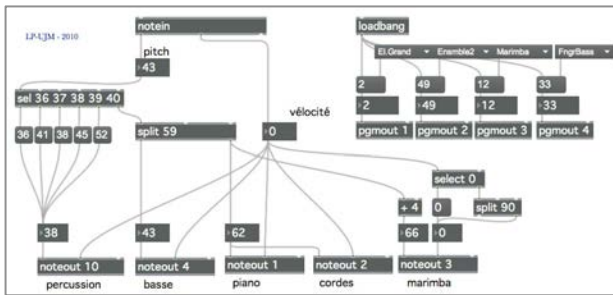 LP-UJM - 2010
notein
loadbang
pitch
43
El.Grand Ensmble2 Marimba FngrBass
sel 36 37 38 39 40
vélocité
2 49 12 33
36 41 38 45 52
split 59
0
2 49 12 33
pgmout 1 pgmout 2 pgmout 3 pgmout 4
select 0
+ 4
0
split 90
38
43
62
66
0
noteout 10 noteout 4 noteout 1 noteout 2 noteout 3
percussion basse piano cordes marimba